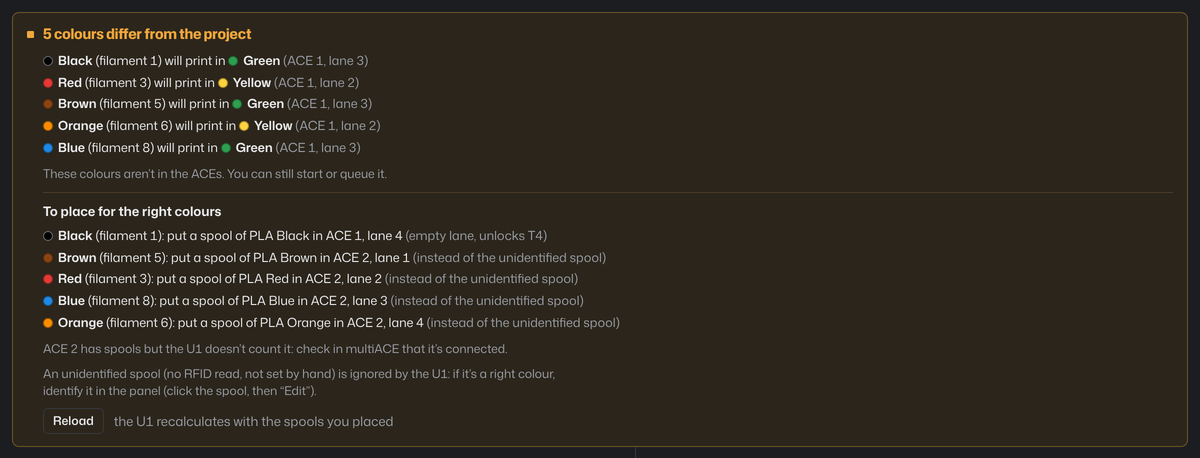 5 colours differ from the project
Black (filament 1) will print in Green (ACE 1, lane 3)
Red (filament 3) will print in Yellow (ACE 1, lane 2)
Brown (filament 5) will print in Green (ACE 1, lane 3)
Orange (filament 6) will print in Yellow (ACE 1, lane 2)
Blue (filament 8) will print in Green (ACE 1, lane 3)
These colours aren't in the ACEs. You can still start or queue it.
To place for the right colours
Black (filament 1): put a spool of PLA Black in ACE 1, lane 4 (empty lane, unlocks T4)
Brown (filament 5): put a spool of PLA Brown in ACE 2, lane 1 (instead of the unidentified spool)
Red (filament 3): put a spool of PLA Red in ACE 2, lane 2 (instead of the unidentified spool)
Blue (filament 8): put a spool of PLA Blue in ACE 2, lane 3 (instead of the unidentified spool)
Orange (filament 6): put a spool of PLA Orange in ACE 2, lane 4 (instead of the unidentified spool)
ACE 2 has spools but the U1 doesn't count it: check in multiACE that it's connected.
An unidentified spool (no RFID read, not set by hand) is ignored by the U1: if it's a right colour,
identify it in the panel (click the spool, then “Edit”).
Reload the U1 recalculates with the spools you placed